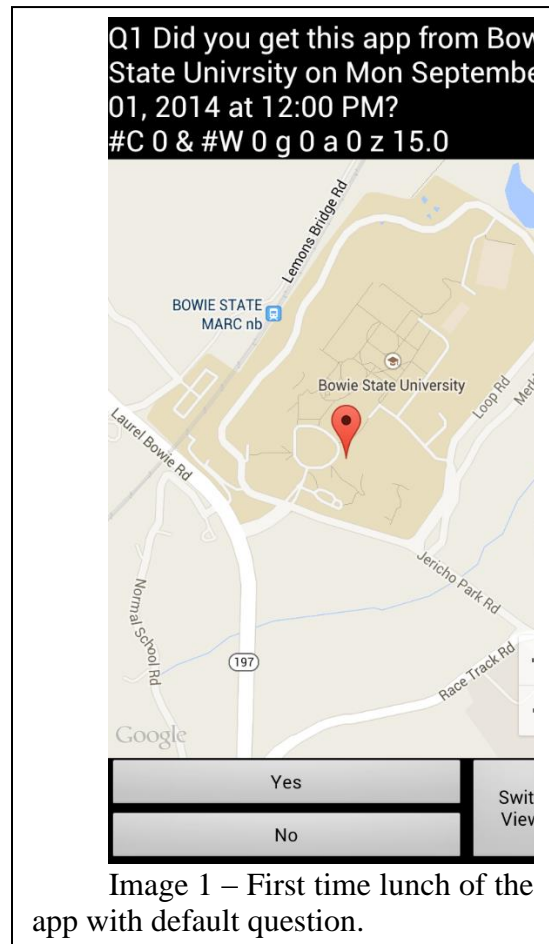 Q1 Did you get this app from Bow
State Univrsity on Mon Septembe
01, 2014 at 12:00 PM?
#C 0 & #W 0 g 0 a 0 z 15.0
Lemons Bridge Rd
BOWIE STATE
MARC nb
Bowie State University
Loop Rd
Merk
Laurel Bowie Rd
Jericho Park Rd
Normal School Rd
197
Race Track Rd
Google
Yes
Swit
View
No
Image 1 – First time lunch of the
app with default question.